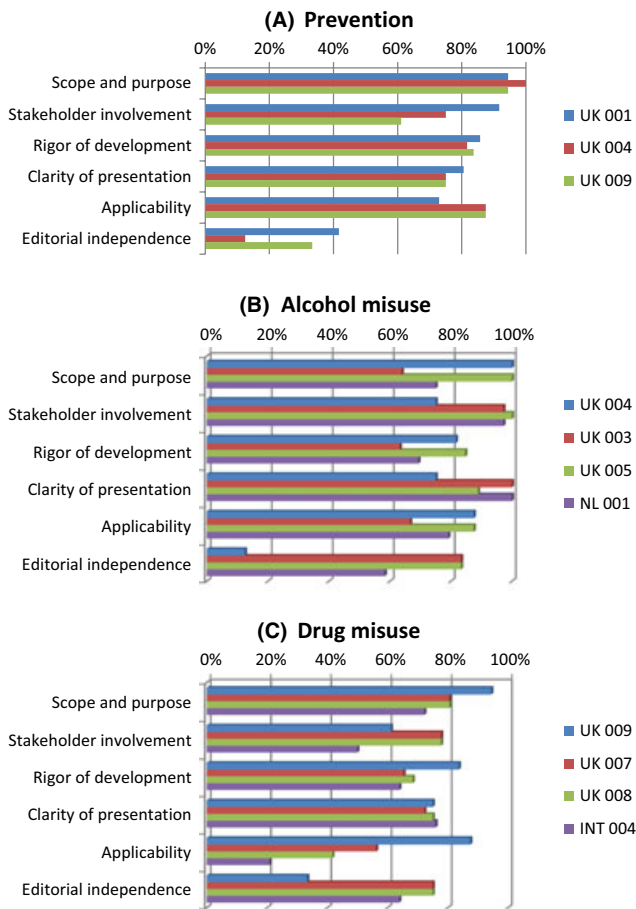 (A) Prevention
0% 20% 40% 60% 80% 100%
Scope and purpose
Stakeholder involvement
Rigor of development
Clarity of presentation
Applicability
Editorial independence
UK 001
UK 004
UK 009
(B) Alcohol misuse
0% 20% 40% 60% 80% 100%
Scope and purpose
Stakeholder involvement
Rigor of development
Clarity of presentation
Applicability
Editorial independence
UK 004
UK 003
UK 005
NL 001
(C) Drug misuse
0% 20% 40% 60% 80% 100%
Scope and purpose
Stakeholder involvement
Rigor of development
Clarity of presentation
Applicability
Editorial independence
UK 009
UK 007
UK 008
INT 004